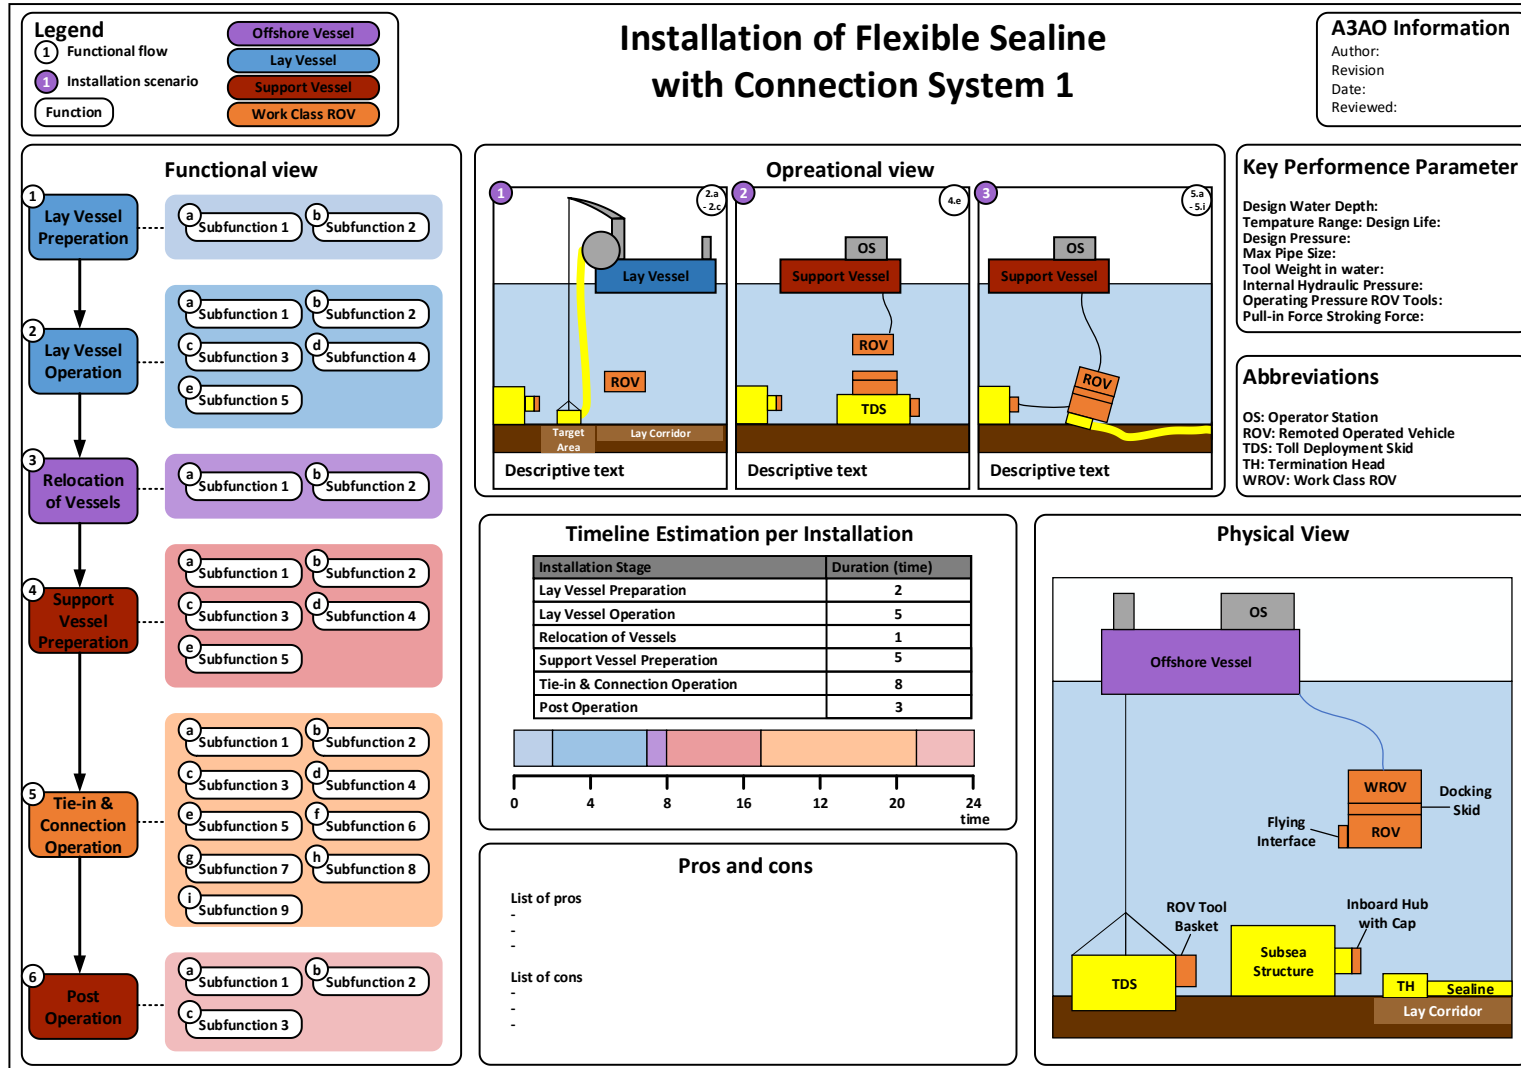 Legend
1 Functional flow
1 Installation scenario
Function
Offshore Vessel
Lay Vessel
Support Vessel
Work Class ROV
Installation of Flexible Sealine
with Connection System 1
A3AO Information
Author:
Revision
Date:
Reviewed:
Functional view
1
Lay Vessel
Preperation
a Subfunction 1
b Subfunction 2
2
Lay Vessel
Operation
a Subfunction 1
b Subfunction 2
c Subfunction 3
d Subfunction 4
e Subfunction 5
3
Relocation
of Vessels
a Subfunction 1
b Subfunction 2
4
Support
Vessel
Preperation
a Subfunction 1
b Subfunction 2
c Subfunction 3
d Subfunction 4
e Subfunction 5
5
Tie-in &
Connection
Operation
a Subfunction 1
b Subfunction 2
c Subfunction 3
d Subfunction 4
e Subfunction 5
f Subfunction 6
g Subfunction 7
h Subfunction 8
i Subfunction 9
6
Post
Operation
a Subfunction 1
b Subfunction 2
c Subfunction 3
Opreational view
1
2.a
- 2.c
Lay Vessel
ROV
Target
Area
Lay Corridor
Descriptive text
2
4.e
OS
Support Vessel
ROV
TDS
Descriptive text
3
5.a
- 5.i
OS
Support Vessel
ROV
Descriptive text
Key Performence Parameter
Design Water Depth:
Tempature Range: Design Life:
Design Pressure:
Max Pipe Size:
Tool Weight in water:
Internal Hydraulic Pressure:
Operating Pressure ROV Tools:
Pull-in Force Stroking Force:
Abbreviations
OS: Operator Station
ROV: Remoted Operated Vehicle
TDS: Toll Deployment Skid
TH: Termination Head
WROV: Work Class ROV
Timeline Estimation per Installation
Installation Stage Duration (time)
Lay Vessel Preparation 2
Lay Vessel Operation 5
Relocation of Vessels 1
Support Vessel Preperation 5
Tie-in & Connection Operation 8
Post Operation 3
0 4 8 16 12 20 24
time
Pros and cons
List of pros
-
-
-
List of cons
-
-
-
Physical View
OS
Offshore Vessel
WROV
ROV
Docking
Skid
Flying
Interface
ROV Tool
Basket
TDS
Subsea
Structure
Inboard Hub
with Cap
TH
Sealine
Lay Corridor